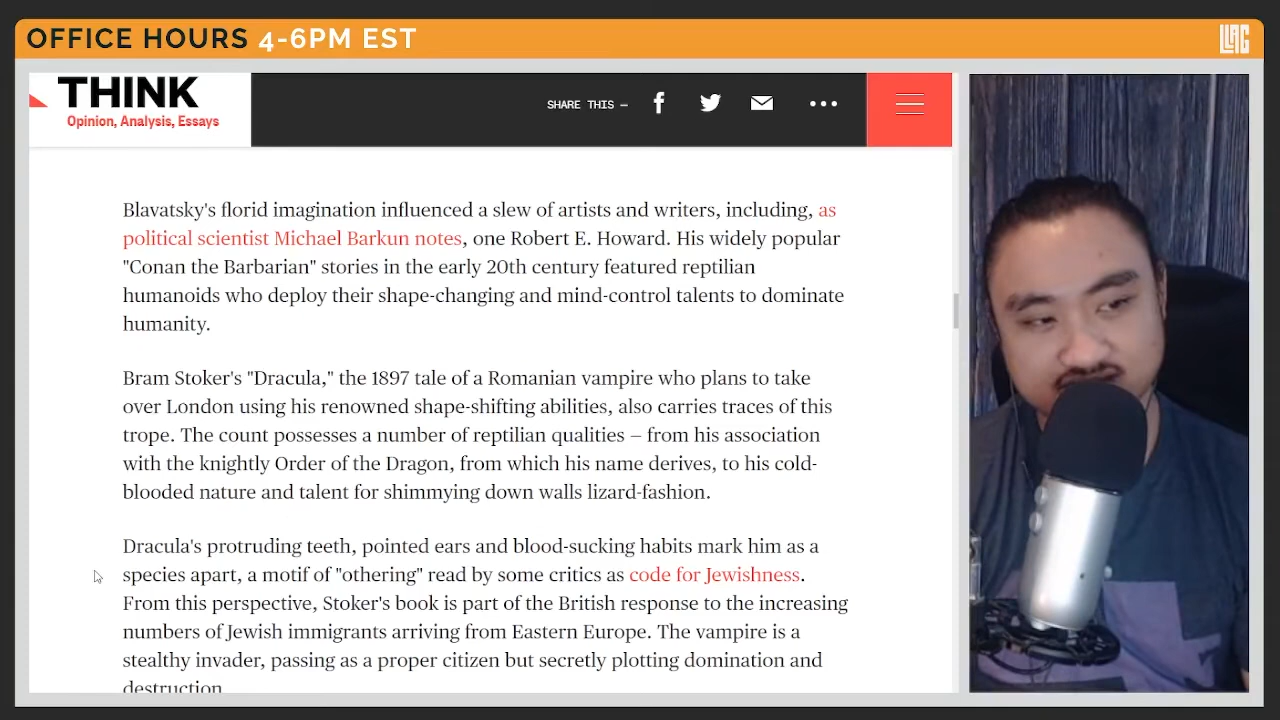 OFFICE HOURS 4-6PM EST
LLAG
THINK
Opinion, Analysis, Essays
SHARE THIS —
Blavatsky's florid imagination influenced a slew of artists and writers, including, as
political scientist Michael Barkun notes, one Robert E. Howard. His widely popular
"Conan the Barbarian" stories in the early 20th century featured reptilian
humanoids who deploy their shape-changing and mind-control talents to dominate
humanity.
Bram Stoker's "Dracula," the 1897 tale of a Romanian vampire who plans to take
over London using his renowned shape-shifting abilities, also carries traces of this
trope. The count possesses a number of reptilian qualities — from his association
with the knightly Order of the Dragon, from which his name derives, to his cold-
blooded nature and talent for shimmying down walls lizard-fashion.
Dracula's protruding teeth, pointed ears and blood-sucking habits mark him as a
species apart, a motif of "othering" read by some critics as code for Jewishness.
From this perspective, Stoker's book is part of the British response to the increasing
numbers of Jewish immigrants arriving from Eastern Europe. The vampire is a
stealthy invader, passing as a proper citizen but secretly plotting domination and
destruction